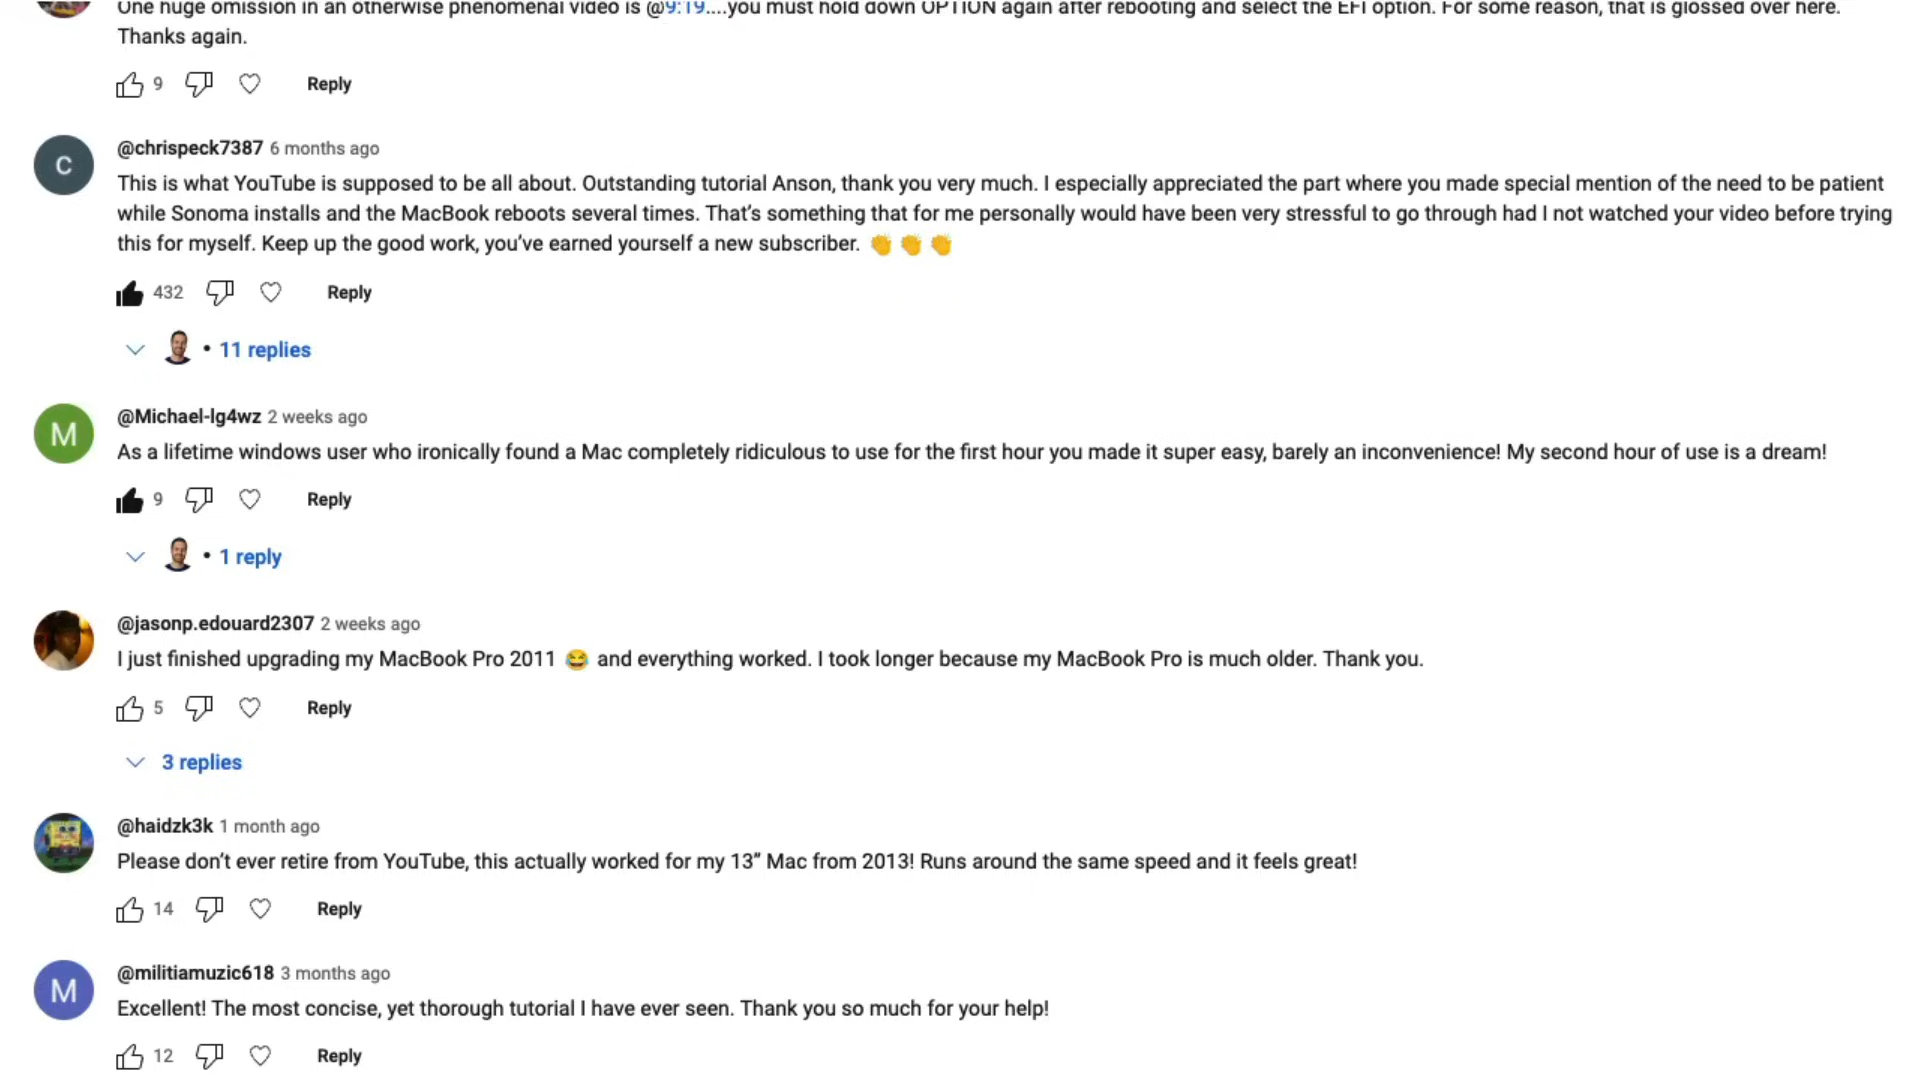 One huge omission in an otherwise phenomenal video is @9:19....you must hold down OPTION again after rebooting and select the EFI option. For some reason, that is glossed over here.
Thanks again.
9 Reply
@chrispeck7387 6 months ago
C
This is what YouTube is supposed to be all about. Outstanding tutorial Anson, thank you very much. I especially appreciated the part where you made special mention of the need to be patient
while Sonoma installs and the MacBook reboots several times. That’s something that for me personally would have been very stressful to go through had I not watched your video before trying
this for myself. Keep up the good work, you’ve earned yourself a new subscriber. 👏 👏 👏
432 Reply
• 11 replies
@Michael-lg4wz 2 weeks ago
M
As a lifetime windows user who ironically found a Mac completely ridiculous to use for the first hour you made it super easy, barely an inconvenience! My second hour of use is a dream!
9 Reply
• 1 reply
@jasonp.edouard2307 2 weeks ago
I just finished upgrading my MacBook Pro 2011 😂 and everything worked. I took longer because my MacBook Pro is much older. Thank you.
5 Reply
3 replies
@haidzk3k 1 month ago
Please don’t ever retire from YouTube, this actually worked for my 13” Mac from 2013! Runs around the same speed and it feels great!
14 Reply
@militiamuzic618 3 months ago
M
Excellent! The most concise, yet thorough tutorial I have ever seen. Thank you so much for your help!
12 Reply